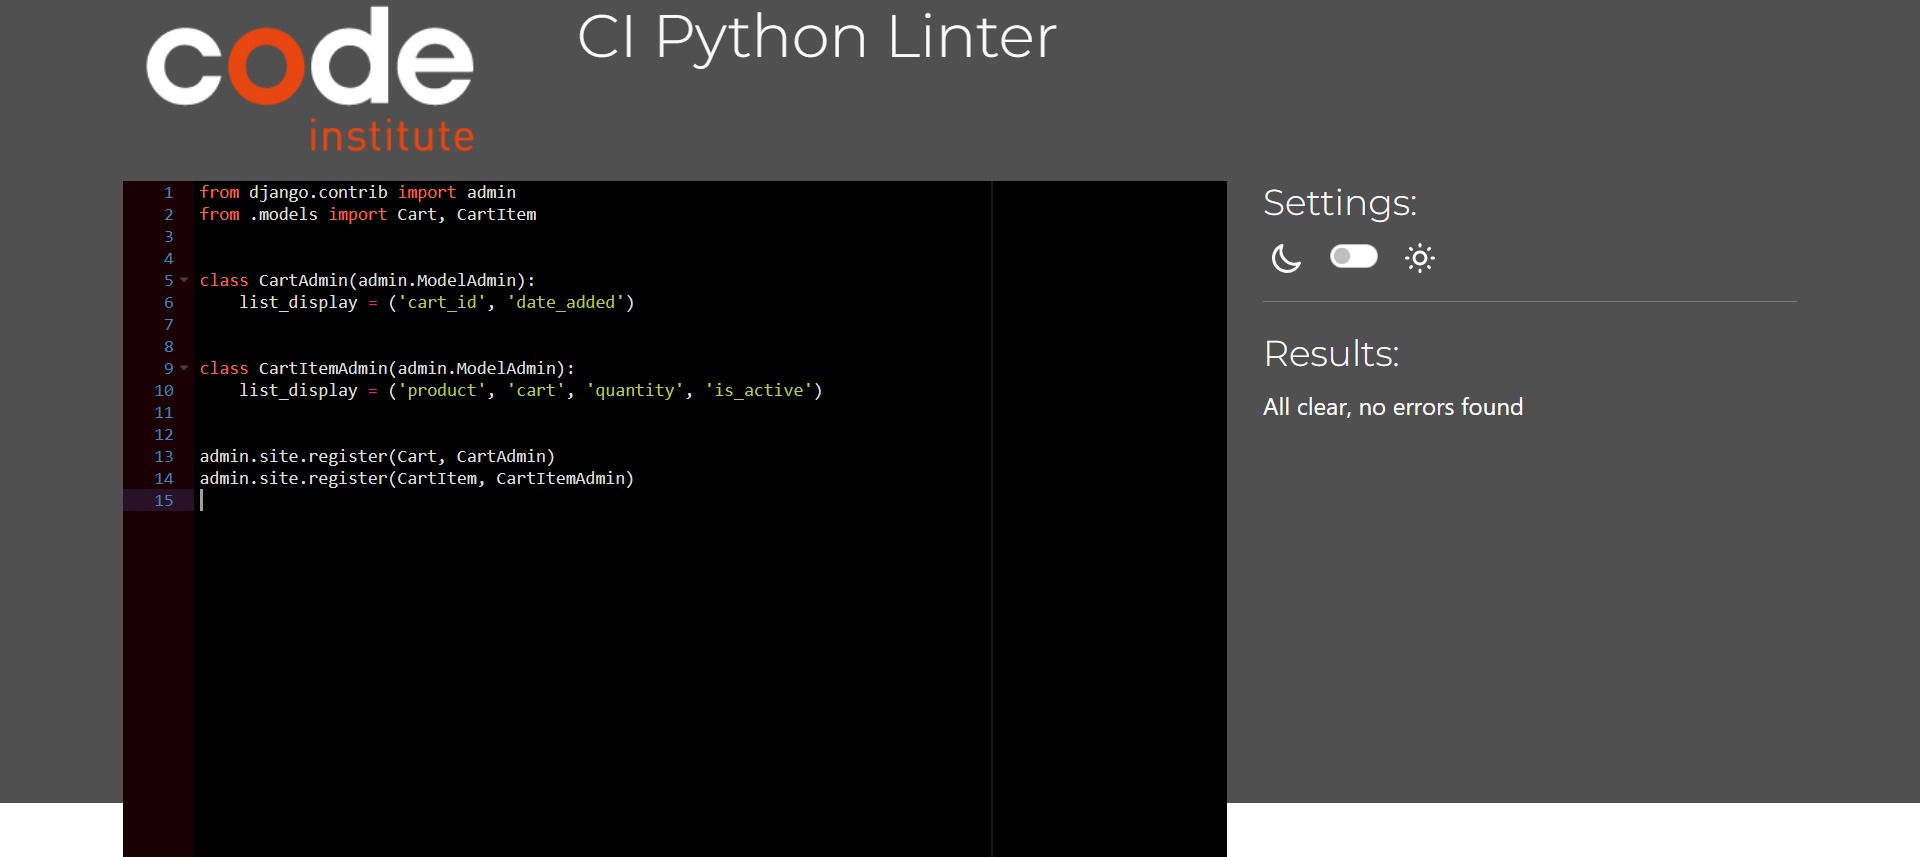 code
institute
CI Python Linter
1 from django.contrib import admin
2 from .models import Cart, CartItem
3
4
5 class CartAdmin(admin.ModelAdmin):
6     list_display = ('cart_id', 'date_added')
7
8
9 class CartItemAdmin(admin.ModelAdmin):
10     list_display = ('product', 'cart', 'quantity', 'is_active')
11
12
13 admin.site.register(Cart, CartAdmin)
14 admin.site.register(CartItem, CartItemAdmin)
15
Settings:
Results:
All clear, no errors found